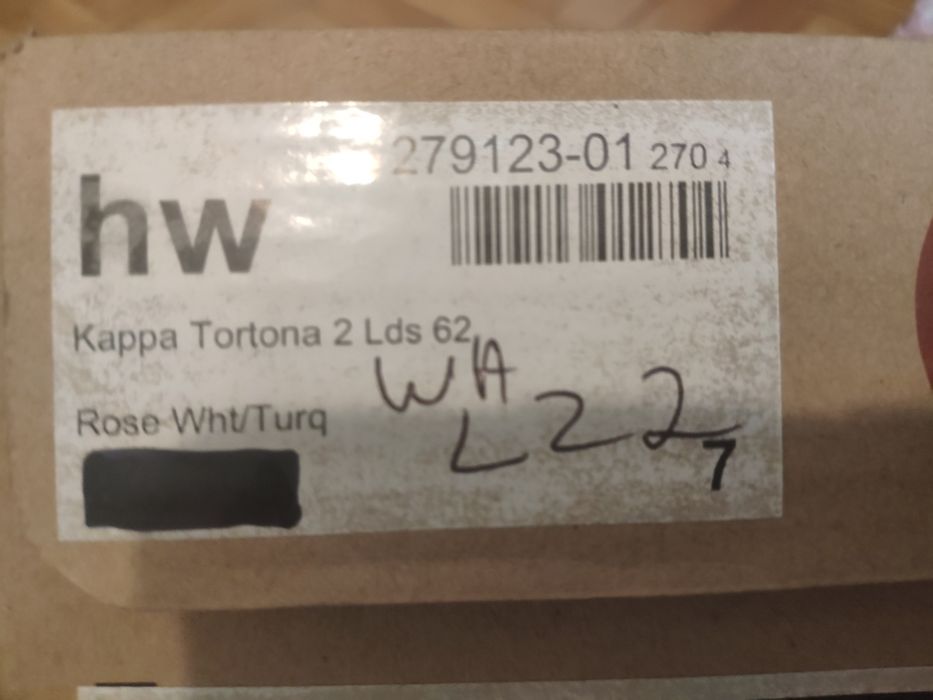 279123-01 270 4
hw
Kappa Tortona 2 Lds 62
WA
Rose Wht/Turq
L22
7